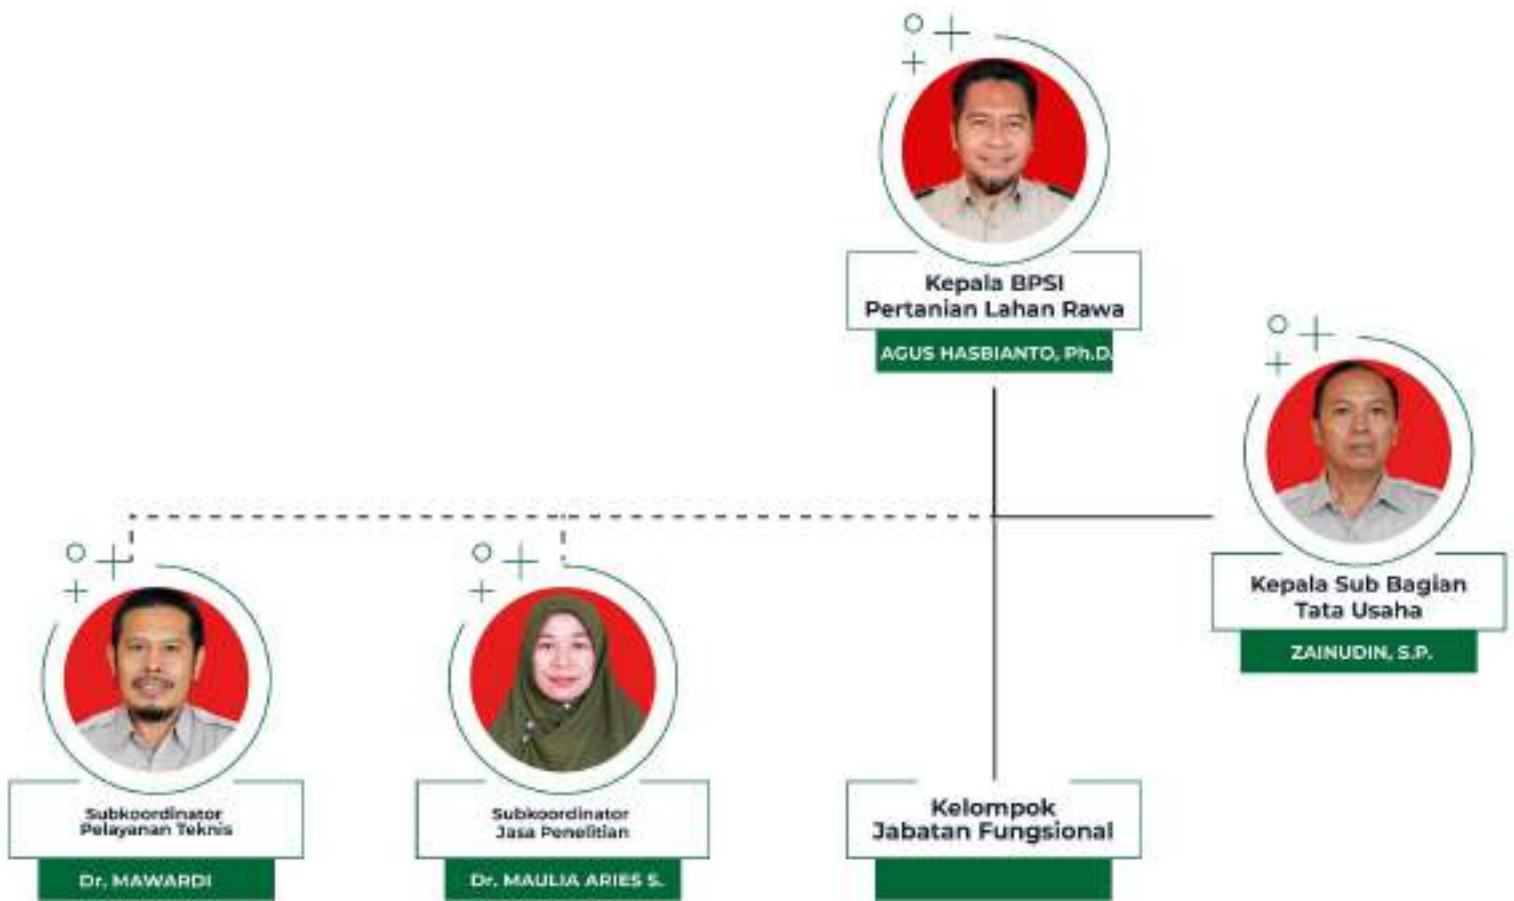 Kepala BPSI
Pertanian Lahan Rawa
AGUS HASBIANTO, Ph.D.
Kepala Sub Bagian
Tata Usaha
ZAINUDIN, S.P.
Subkoordinator
Pelayanan Teknis
Dr. MAWARDI
Subkoordinator
Jasa Penelitian
Dr. MAULIA ARIES S.
Kelompok
Jabatan Fungsional